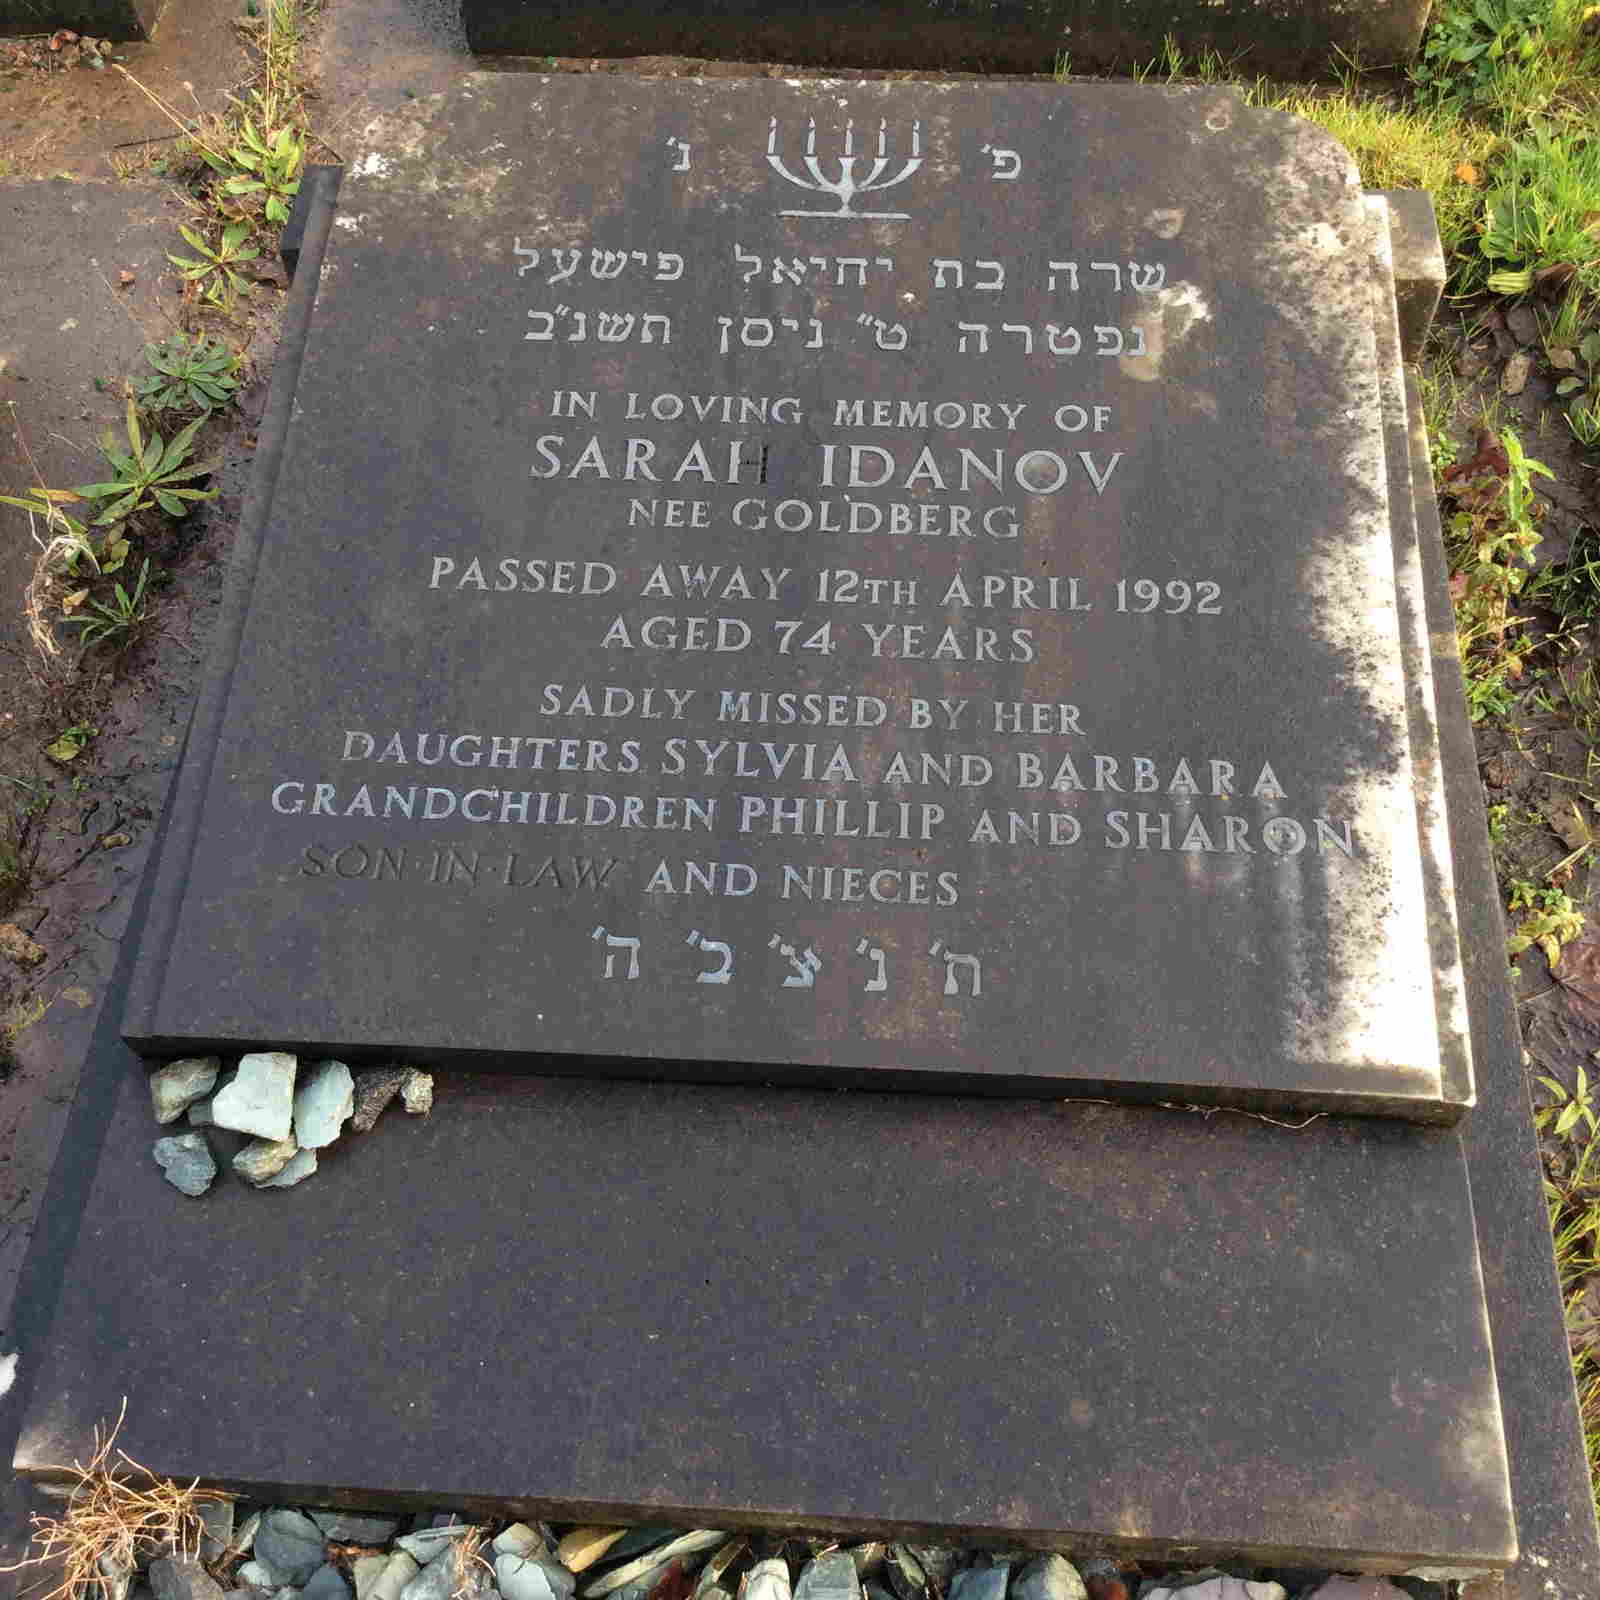 פ' נ'
שרה בת יחיאל פישעל
נפטרה ט" ניסן תשנ"ב
IN LOVING MEMORY OF
SARAH IDANOV
NEE GOLDBERG
PASSED AWAY 12TH APRIL 1992
AGED 74 YEARS
SADLY MISSED BY HER
DAUGHTERS SYLVIA AND BARBARA
GRANDCHILDREN PHILLIP AND SHARON
SON·IN·LAW AND NIECES
ת' נ' צ' ב' ה'